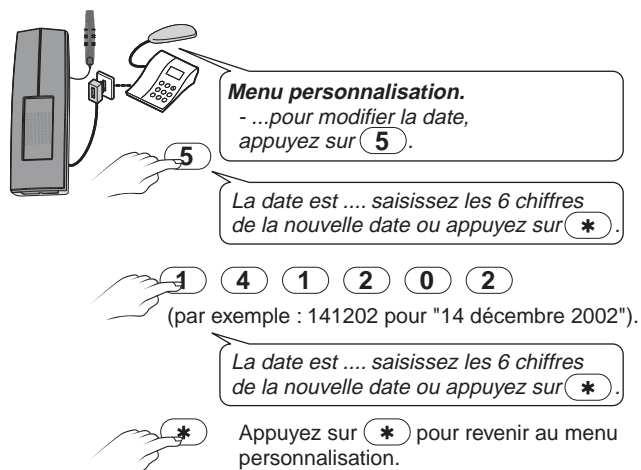 Menu personnalisation.
- ...pour modifier la date,
appuyez sur 5.
5
La date est .... saisissez les 6 chiffres
de la nouvelle date ou appuyez sur *.
1 4 1 2 0 2
(par exemple : 141202 pour "14 décembre 2002").
La date est .... saisissez les 6 chiffres
de la nouvelle date ou appuyez sur *.
* Appuyez sur * pour revenir au menu
personnalisation.